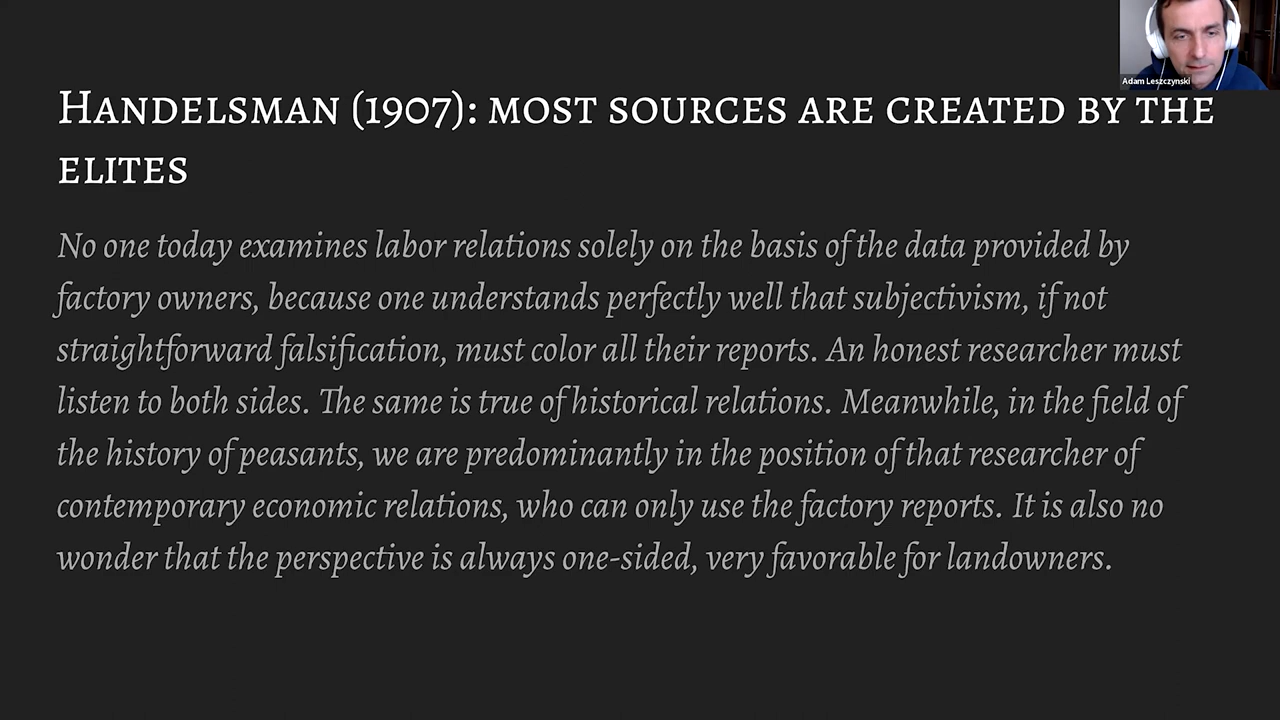 Adam Leszczynski
Handelsman (1907): most sources are created by the
elites
No one today examines labor relations solely on the basis of the data provided by
factory owners, because one understands perfectly well that subjectivism, if not
straightforward falsification, must color all their reports. An honest researcher must
listen to both sides. The same is true of historical relations. Meanwhile, in the field of
the history of peasants, we are predominantly in the position of that researcher of
contemporary economic relations, who can only use the factory reports. It is also no
wonder that the perspective is always one-sided, very favorable for landowners.